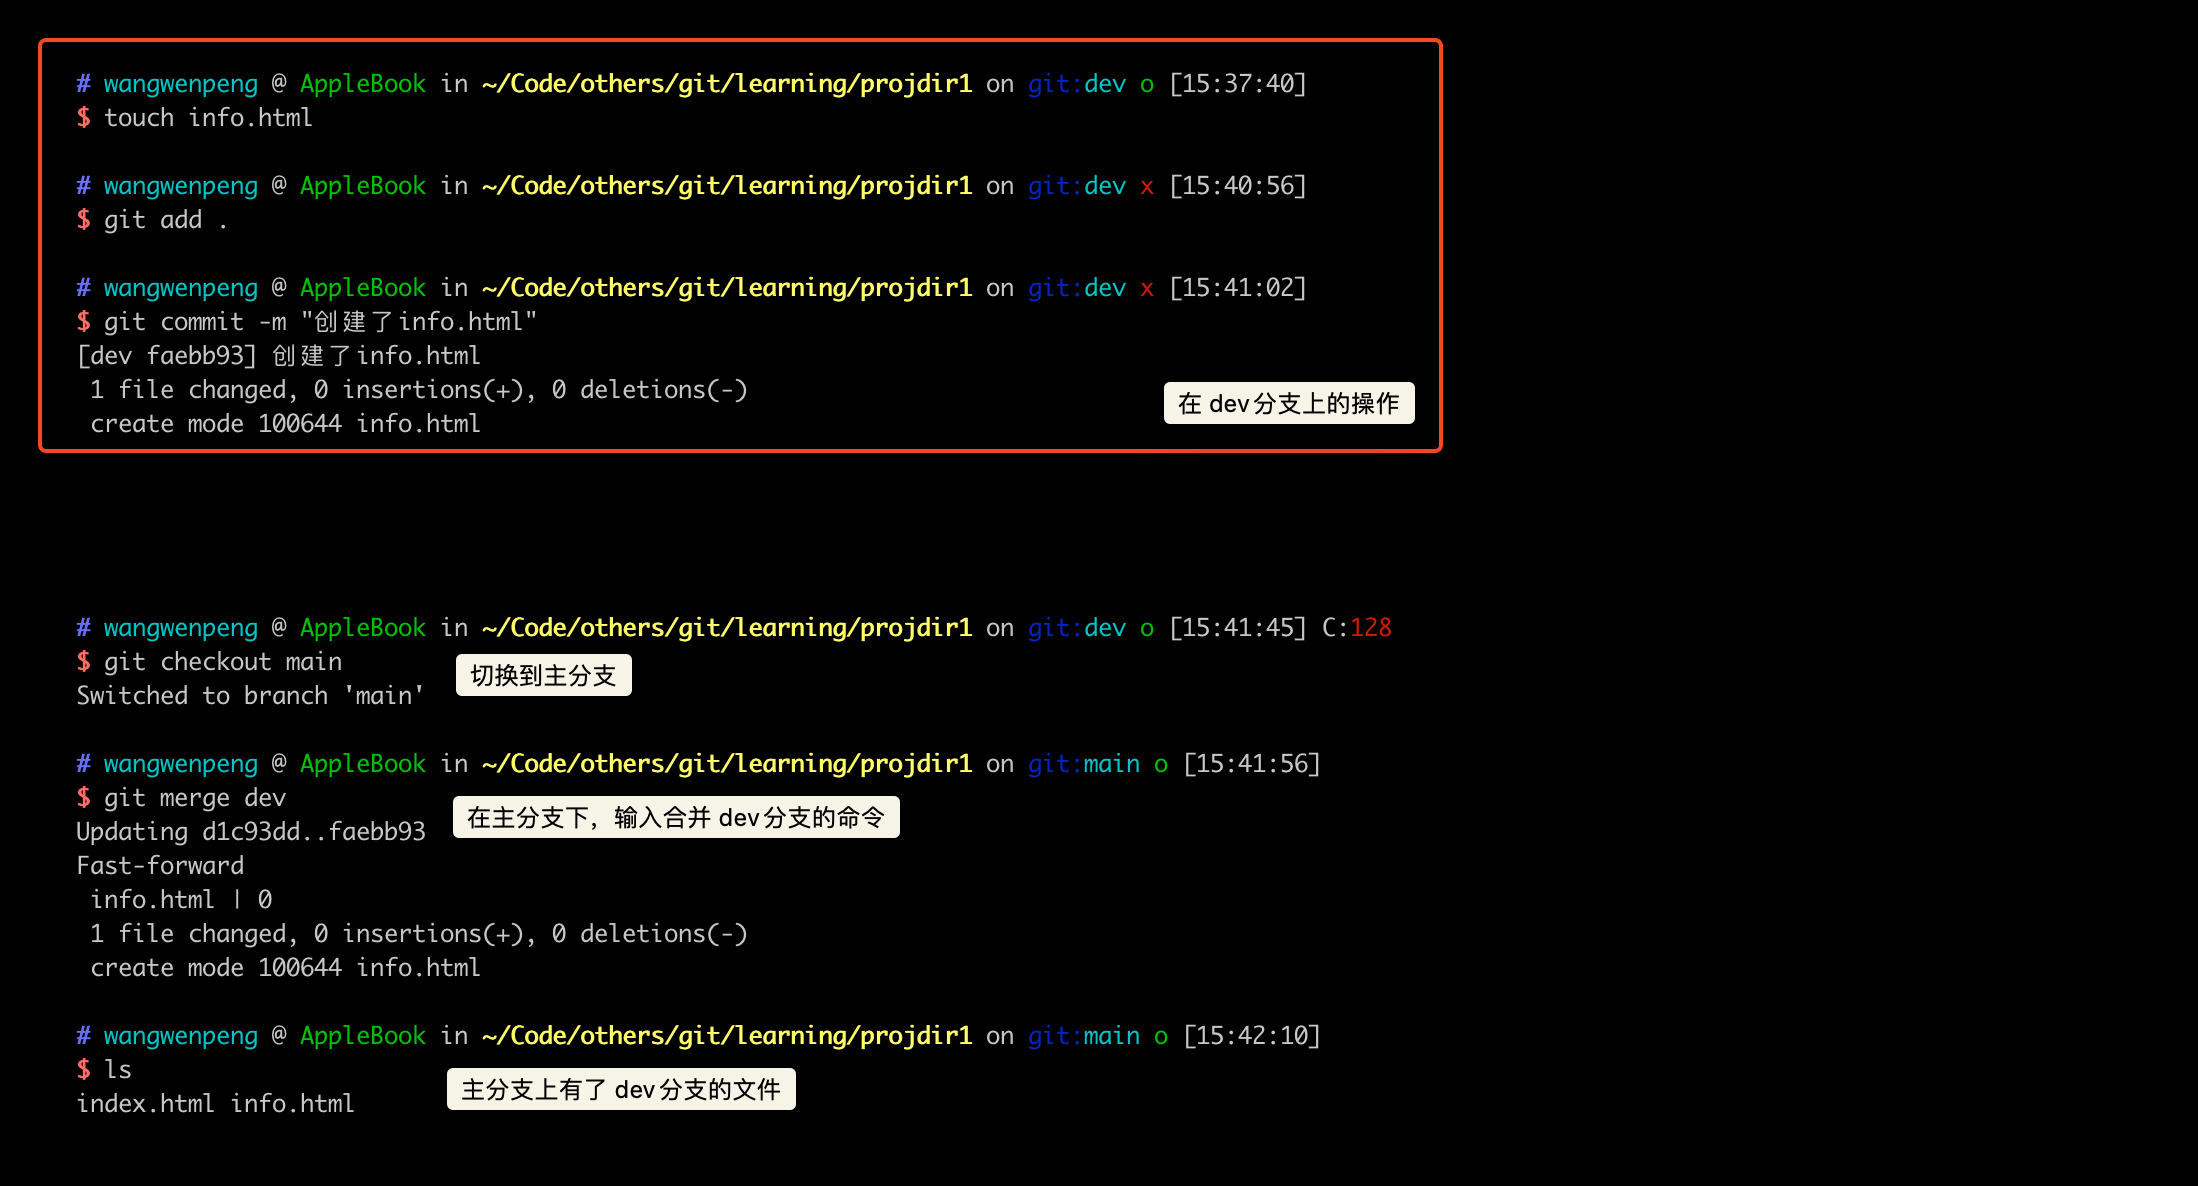 # wangwenpeng @ AppleBook in ~/Code/others/git/learning/projdir1 on git:dev o [15:37:40]
$ touch info.html
# wangwenpeng @ AppleBook in ~/Code/others/git/learning/projdir1 on git:dev x [15:40:56]
$ git add .
# wangwenpeng @ AppleBook in ~/Code/others/git/learning/projdir1 on git:dev x [15:41:02]
$ git commit -m "创建了info.html"
[dev faebb93] 创建了info.html
1 file changed, 0 insertions(+), 0 deletions(-)
create mode 100644 info.html
在 dev分支上的操作
# wangwenpeng @ AppleBook in ~/Code/others/git/learning/projdir1 on git:dev o [15:41:45] C:128
$ git checkout main
切换到主分支
Switched to branch 'main'
# wangwenpeng @ AppleBook in ~/Code/others/git/learning/projdir1 on git:main o [15:41:56]
$ git merge dev
在主分支下，输入合并 dev分支的命令
Updating d1c93dd..faebb93
Fast-forward
info.html | 0
1 file changed, 0 insertions(+), 0 deletions(-)
create mode 100644 info.html
# wangwenpeng @ AppleBook in ~/Code/others/git/learning/projdir1 on git:main o [15:42:10]
$ ls
主分支上有了 dev分支的文件
index.html info.html